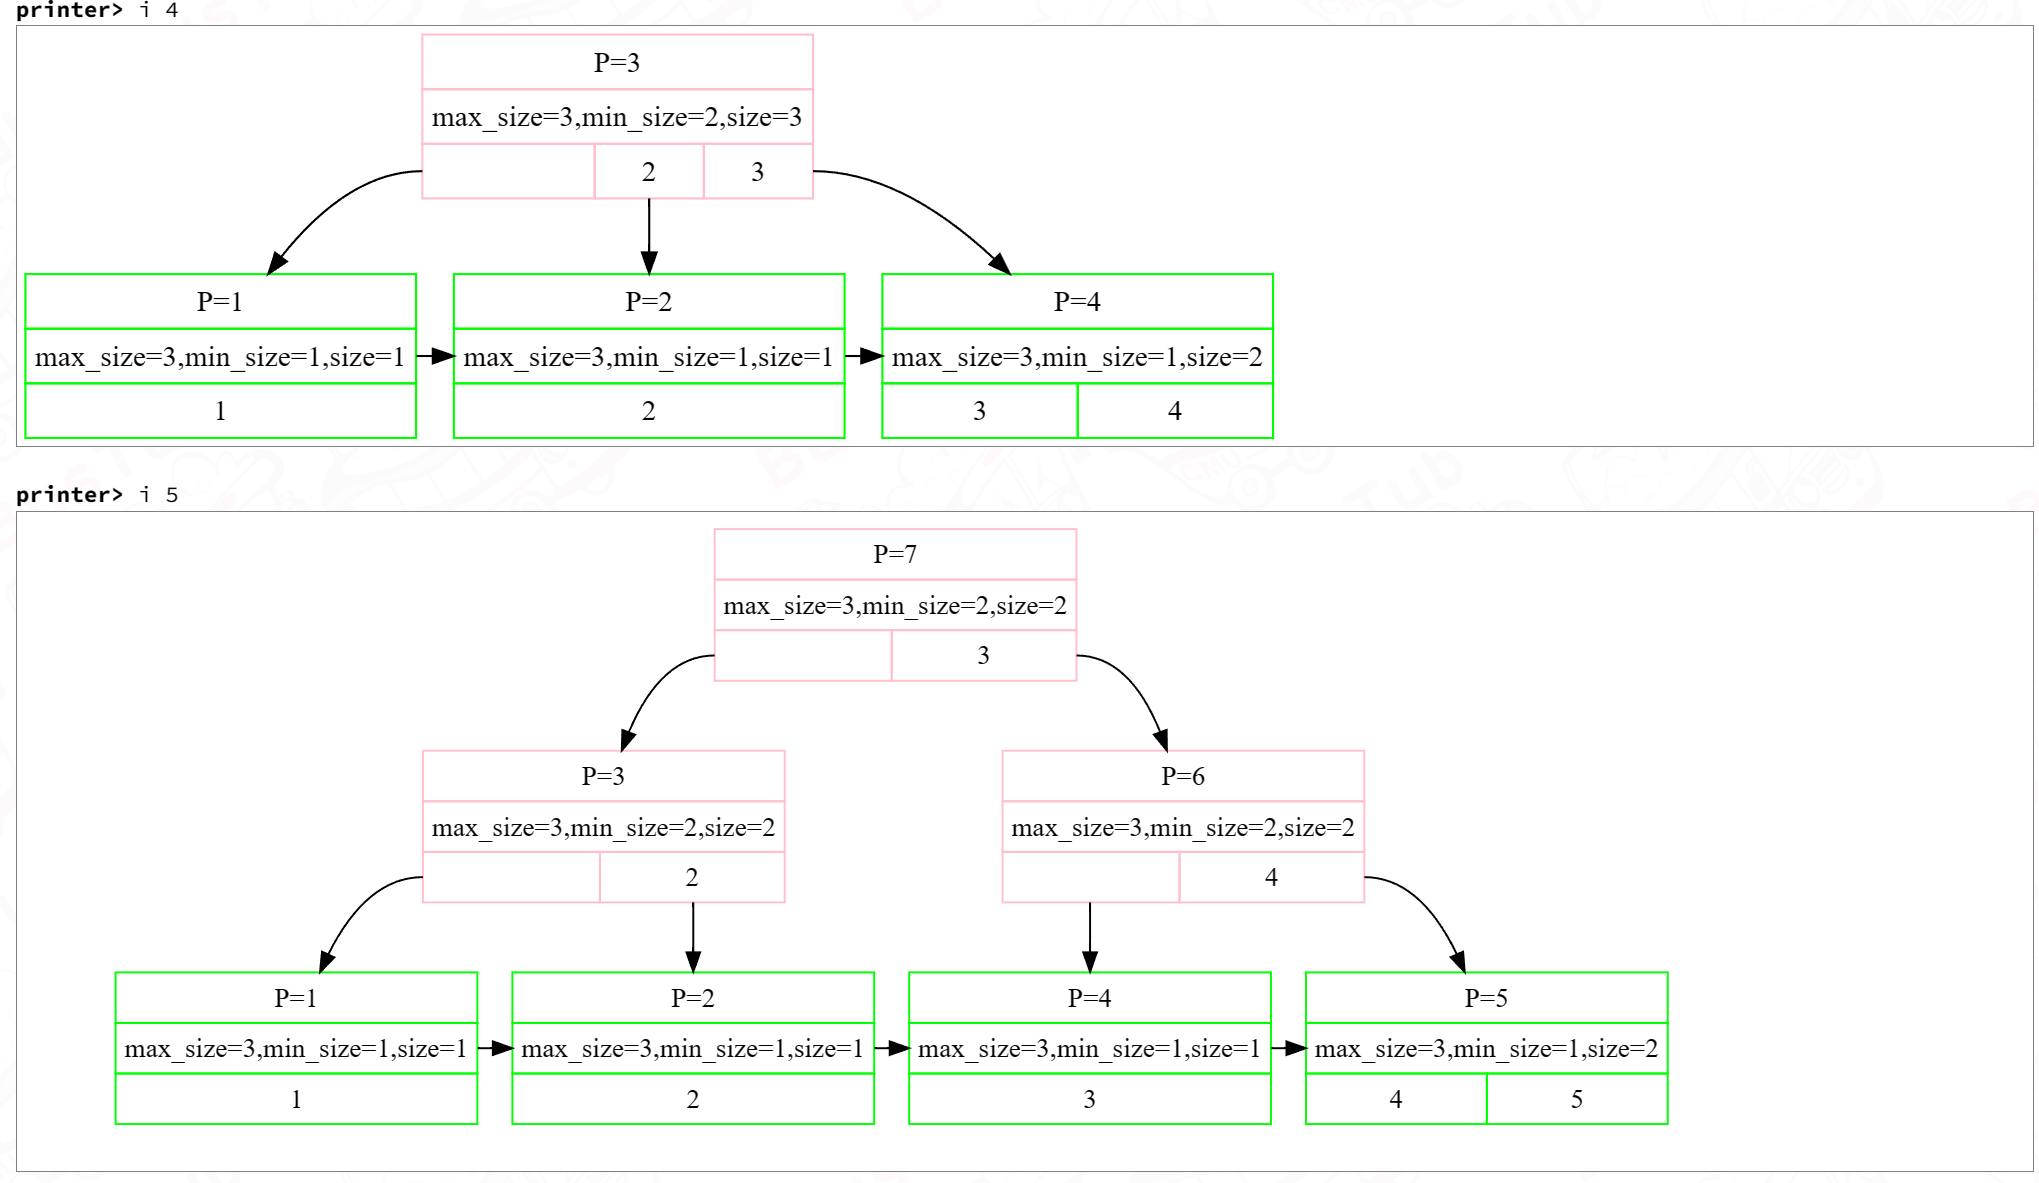 printer> i 4
P=3
max_size=3,min_size=2,size=3
2 3
P=1 P=2 P=4
max_size=3,min_size=1,size=1 max_size=3,min_size=1,size=1 max_size=3,min_size=1,size=2
1 2 3 4
printer> i 5
P=7
max_size=3,min_size=2,size=2
3
P=3 P=6
max_size=3,min_size=2,size=2 max_size=3,min_size=2,size=2
2 4
P=1 P=2 P=4 P=5
max_size=3,min_size=1,size=1 max_size=3,min_size=1,size=1 max_size=3,min_size=1,size=1 max_size=3,min_size=1,size=2
1 2 3 4 5